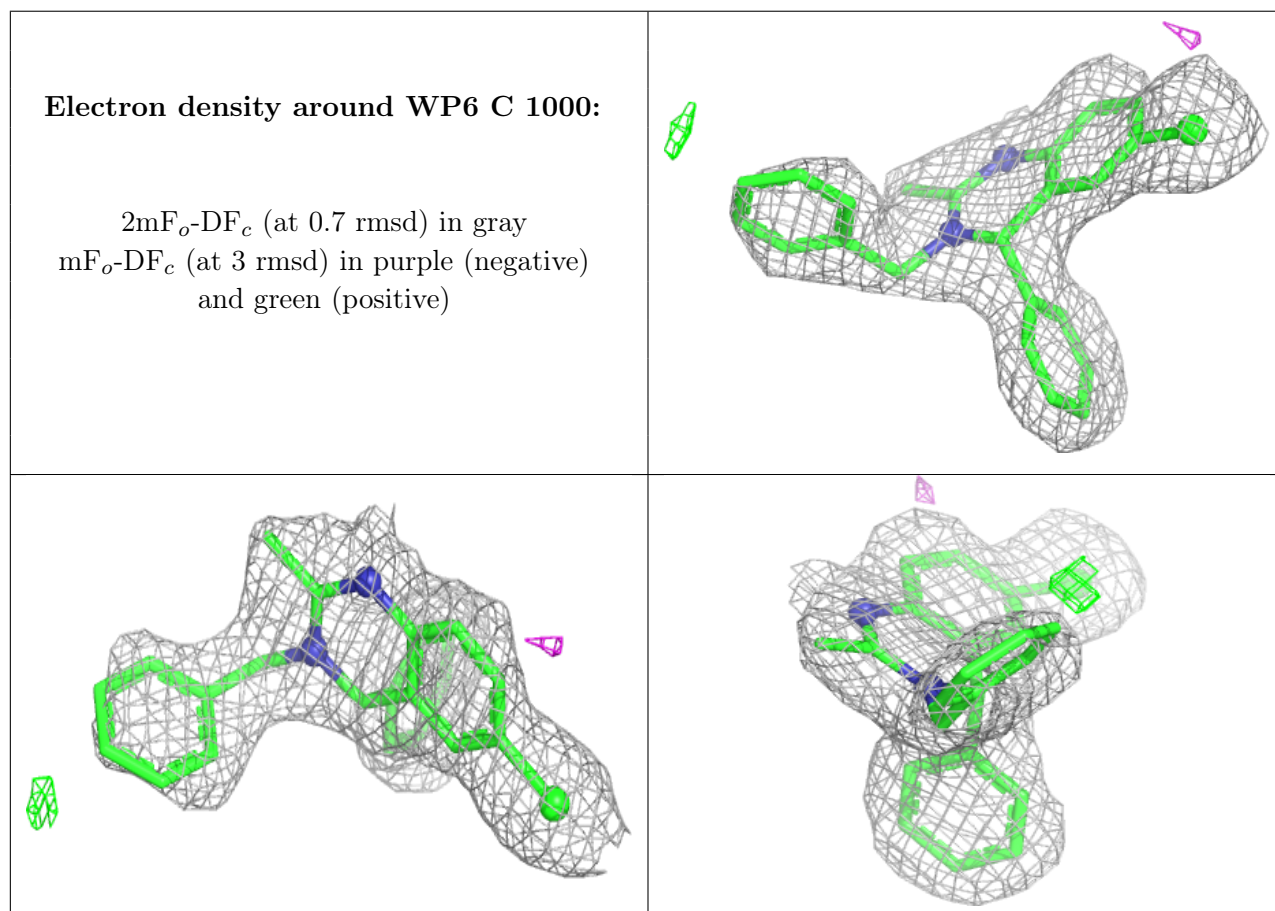 Electron density around WP6 C 1000:
2mFₒ-DF𝒸 (at 0.7 rmsd) in gray
mFₒ-DF𝒸 (at 3 rmsd) in purple (negative)
and green (positive)